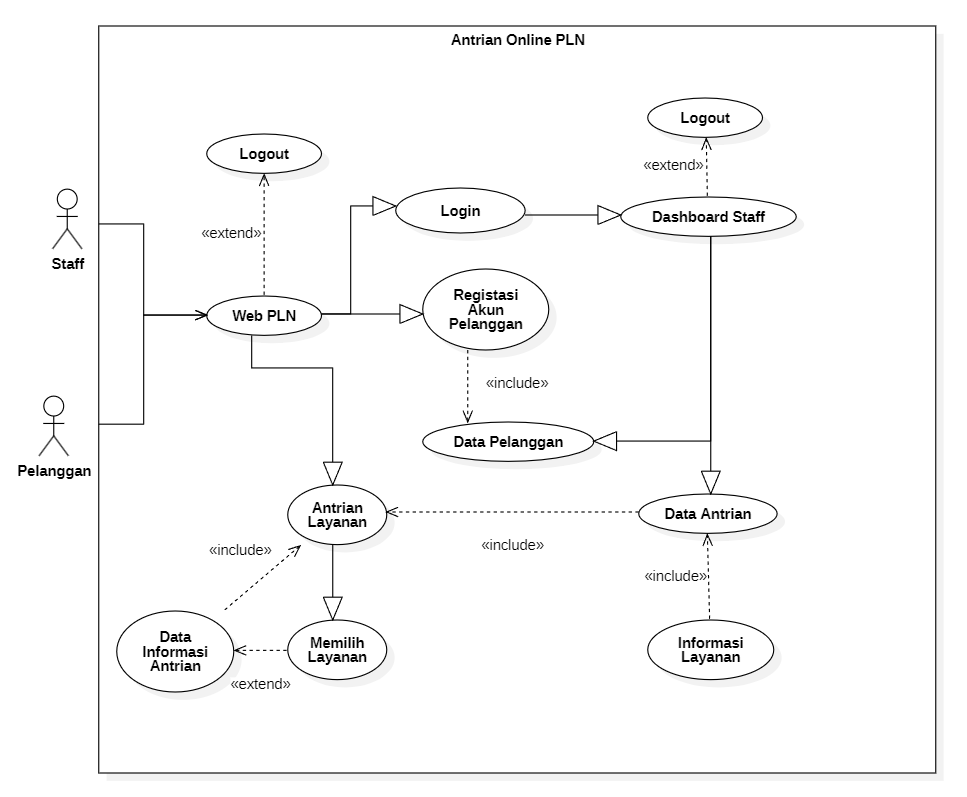 Antrian Online PLN
Logout
Logout
«extend»
Login
Dashboard Staff
«extend»
Staff
Registasi
Akun
Pelanggan
Web PLN
«include»
Pelanggan
Data Pelanggan
Antrian
Layanan
Data Antrian
«include»
«include»
«include»
Data
Informasi
Antrian
Memilih
Layanan
Informasi
Layanan
«extend»